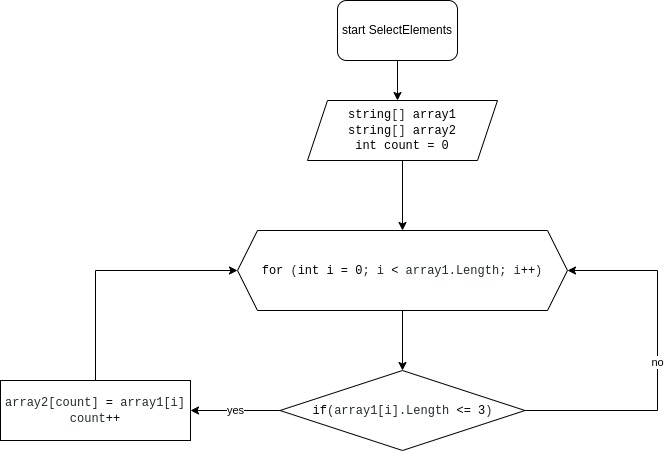 start SelectElements
string[] array1
string[] array2
int count = 0
for (int i = 0; i < array1.Length; i++)
no
array2[count] = array1[i]
count++
yes
if(array1[i].Length <= 3)